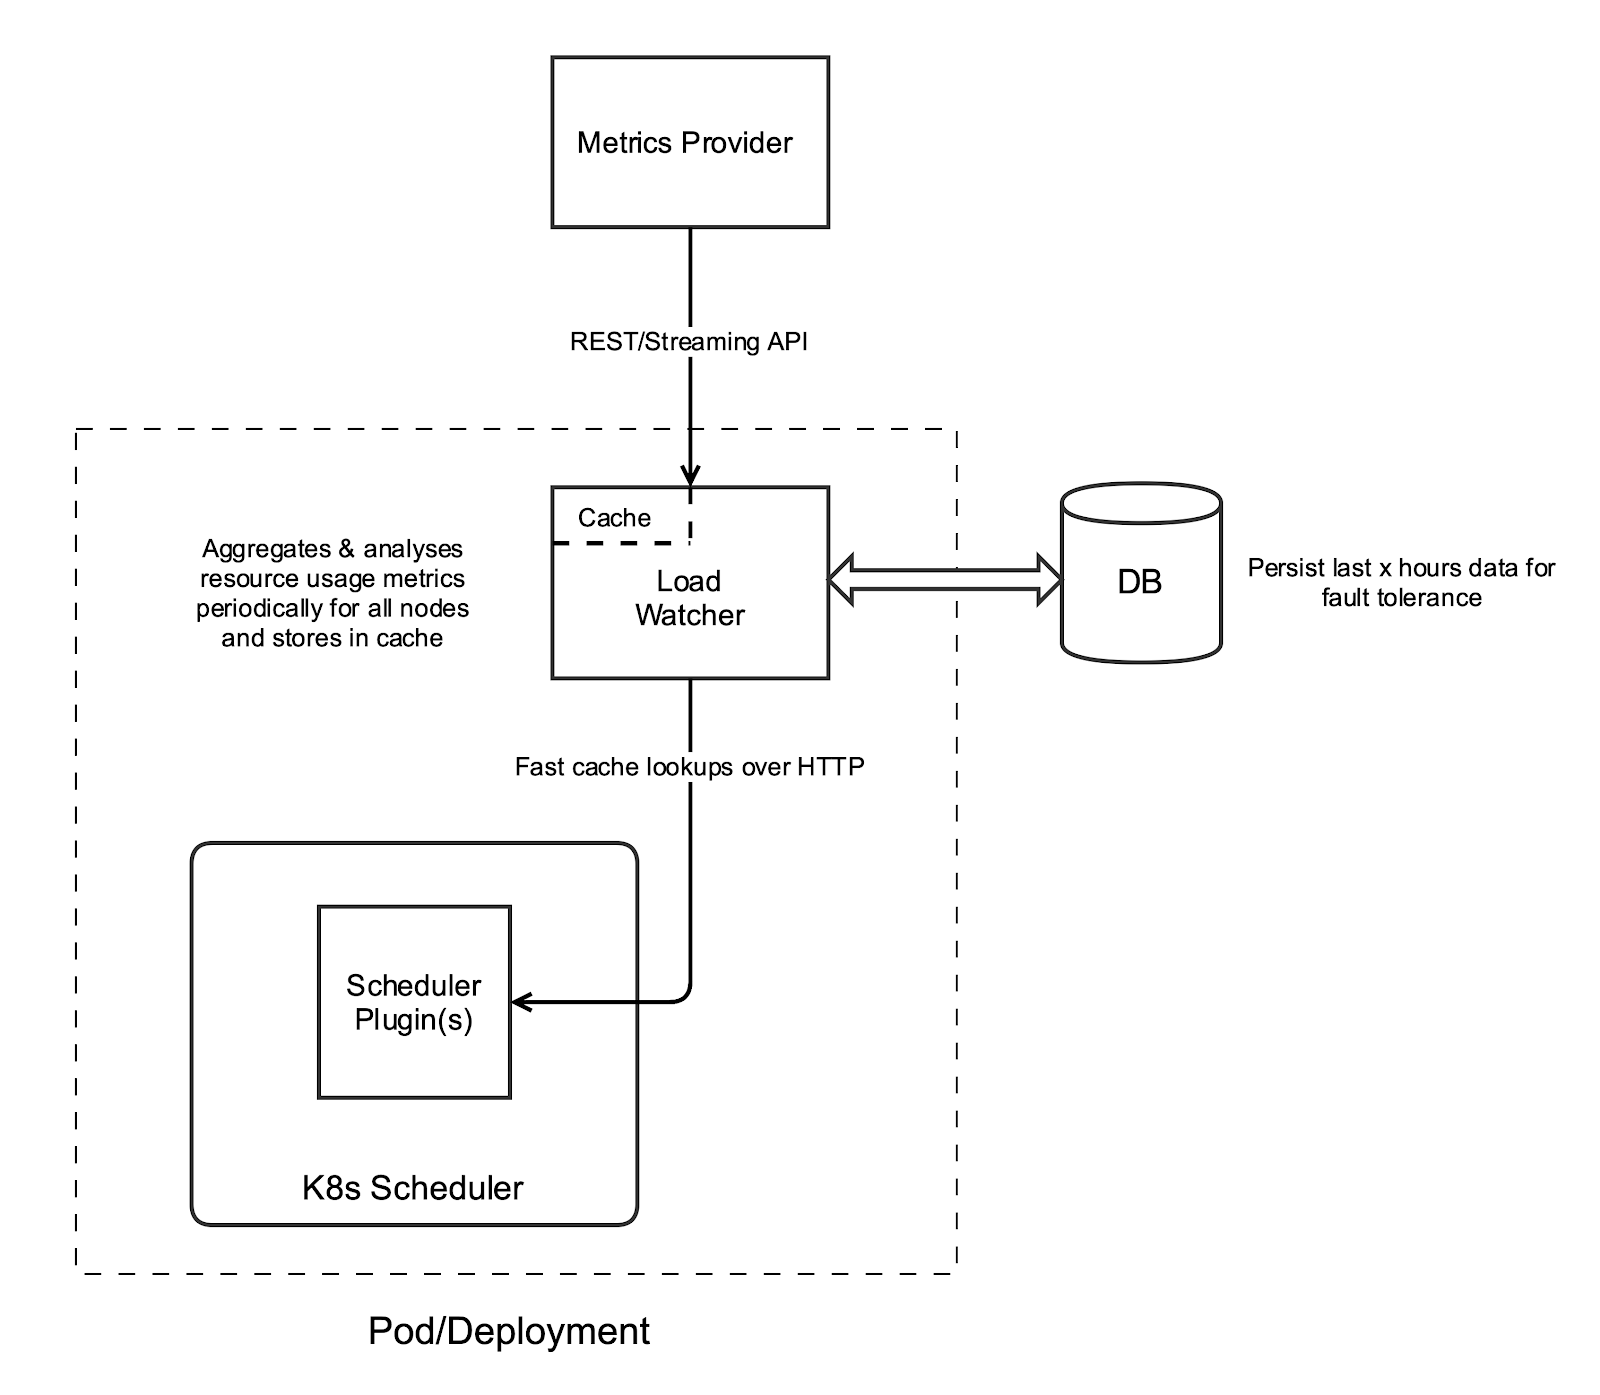 Metrics Provider
REST/Streaming API
Cache
Load
Watcher
Aggregates & analyses
resource usage metrics
periodically for all nodes
and stores in cache
DB
Persist last x hours data for
fault tolerance
Fast cache lookups over HTTP
Scheduler
Plugin(s)
K8s Scheduler
Pod/Deployment